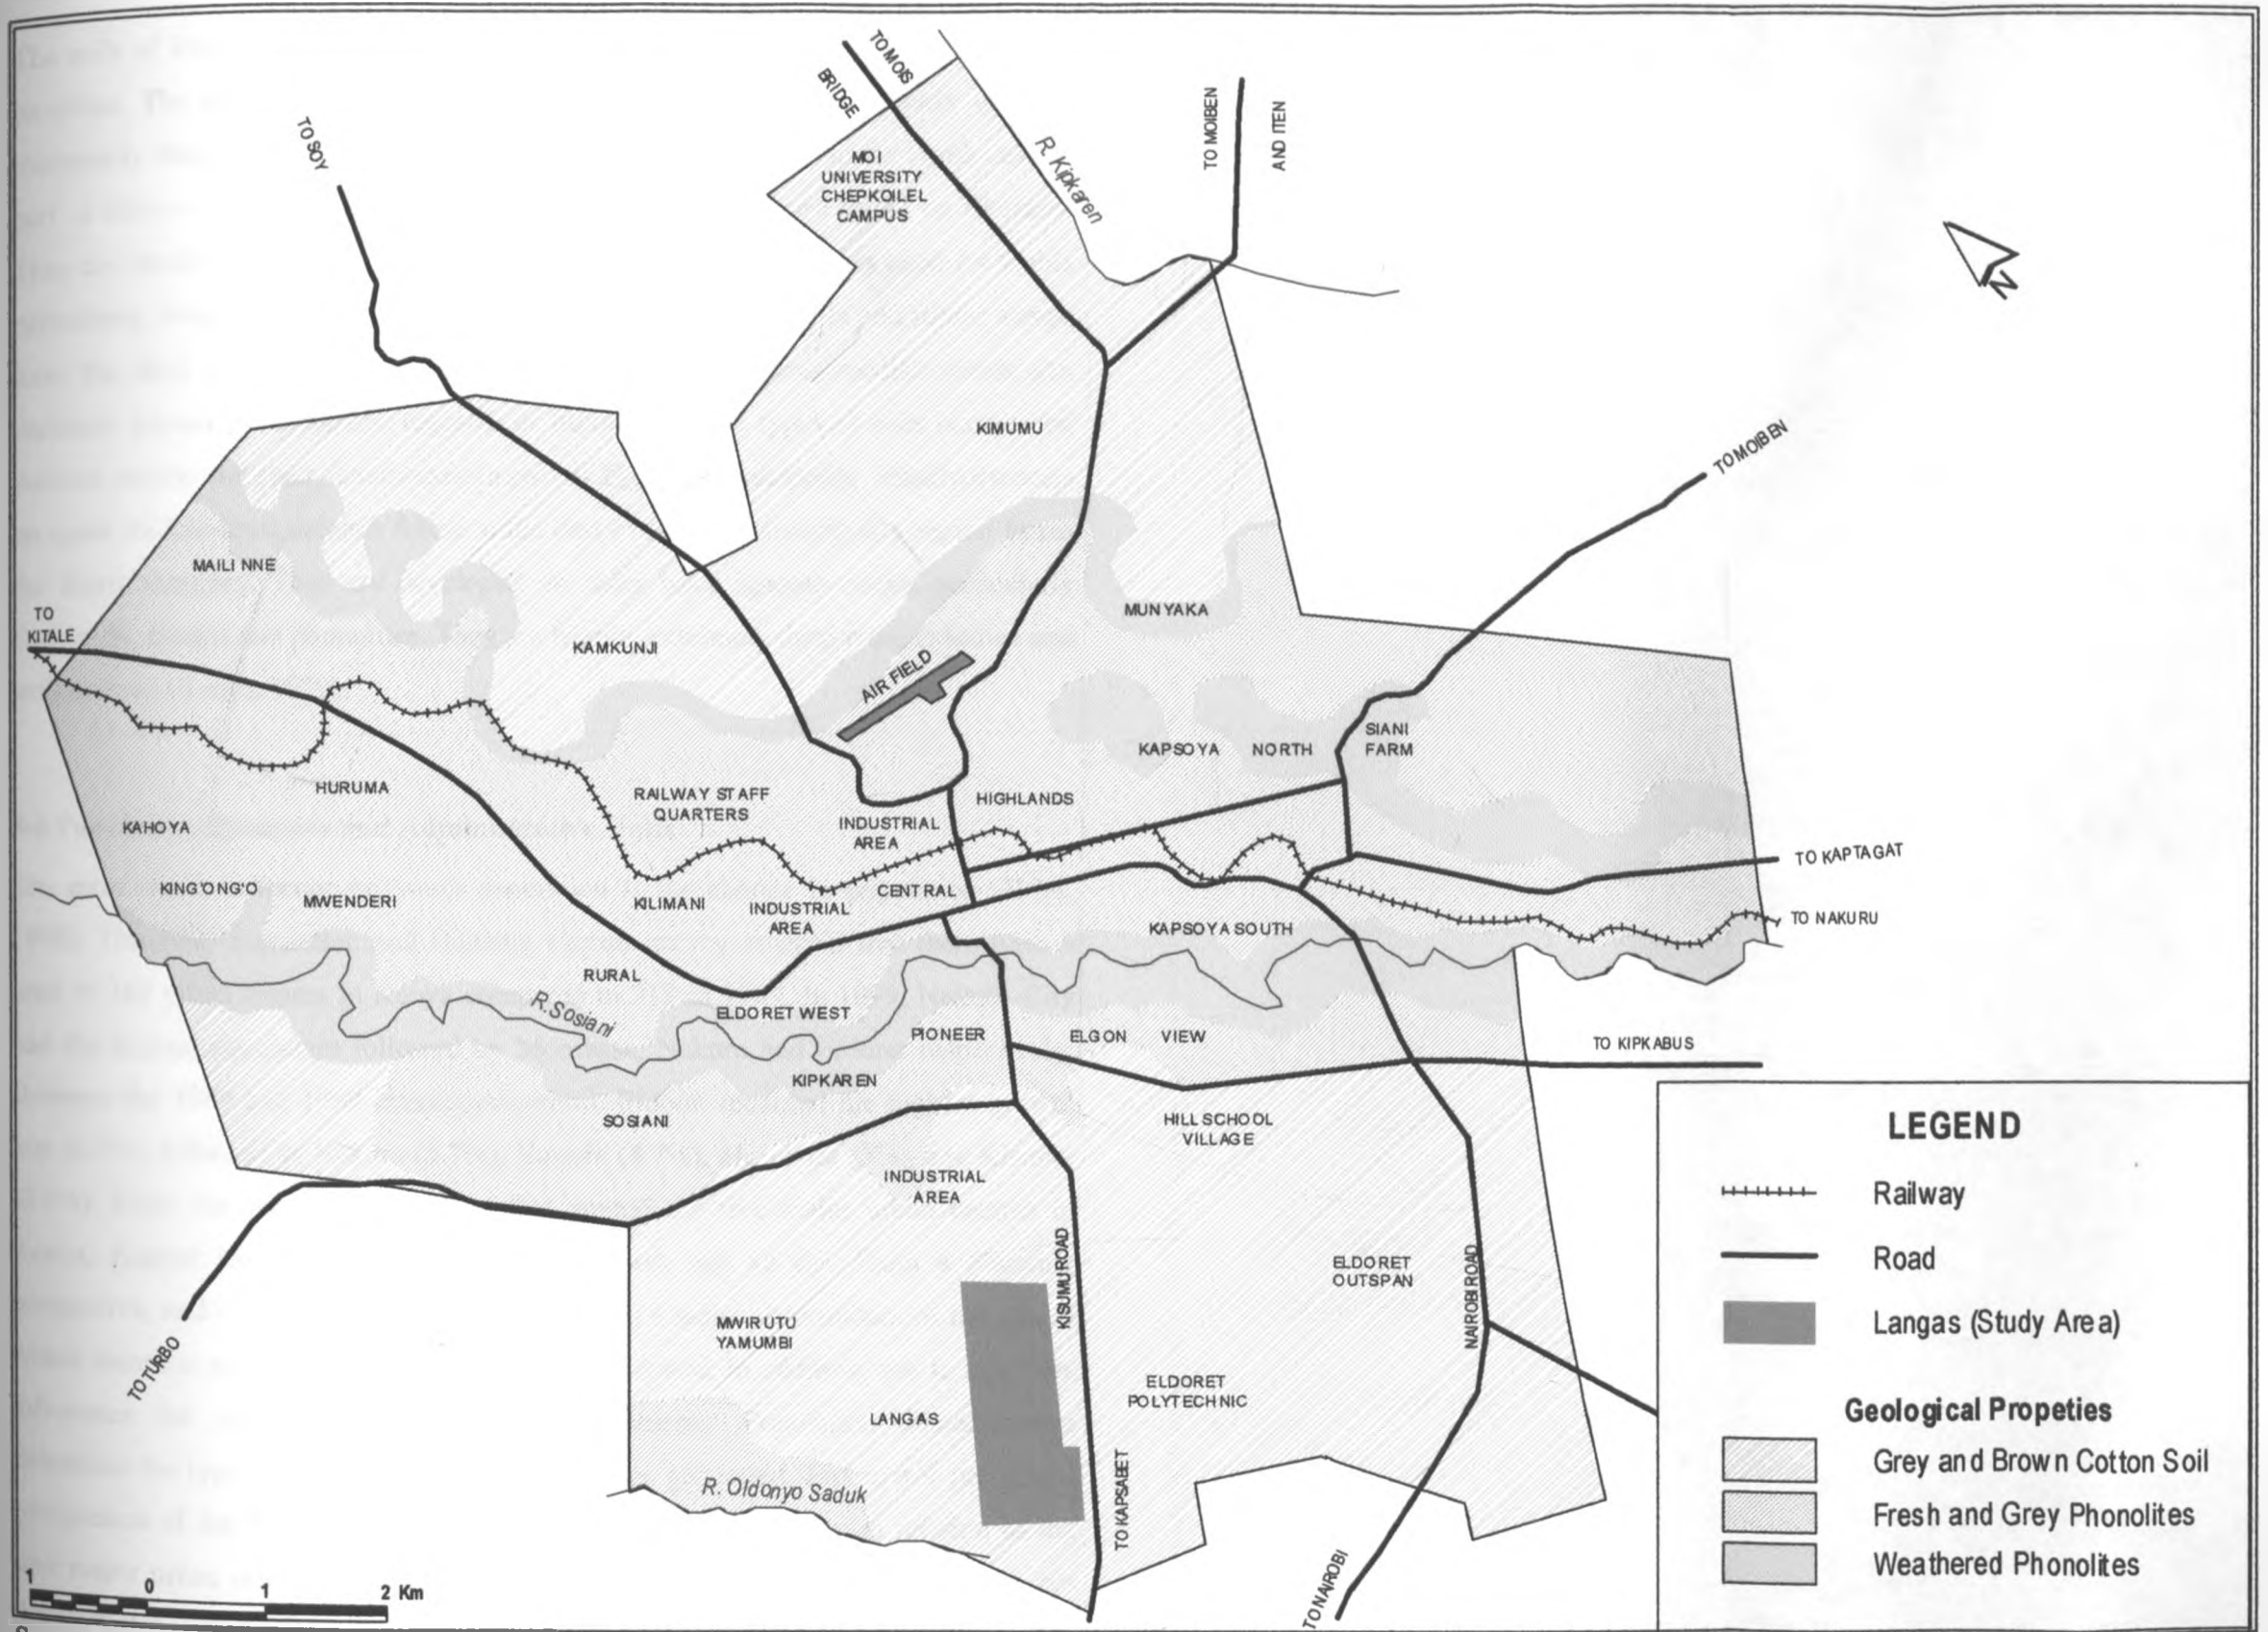 TO MOIS
BRIDGE
TO SOY
TO MOIBEN
AND ITEN
R. Kipkaren
MOI
UNIVERSITY
CHEPKOILEL
CAMPUS
N
KIMUMU
TO MOIBEN
MAILI NNE
TO
KITALE
MUNYAKA
KAMKUNJI
AIR FIELD
SIANI
FARM
KAPSOYA NORTH
HURUMA
RAILWAY STAFF
QUARTERS
HIGHLANDS
KAHOYA
INDUSTRIAL
AREA
TO KAPTAGAT
KING'ONG'O
MWENDERI
KILIMANI
CENTRAL
INDUSTRIAL
AREA
TO NAKURU
KAPSOYA SOUTH
RURAL
R. Sosiani
ELDORET WEST
PIONEER
ELGON VIEW
TO KIPKABUS
KIPKAREN
SOSIANI
HILL SCHOOL
VILLAGE
INDUSTRIAL
AREA
KISUMU ROAD
ELDORET
OUTSPAN
NAIROBI ROAD
MWIRUTU
YAMUMBI
TO TURBO
ELDORET
POLYTECHNIC
LANGAS
R. Oldonyo Saduk
TO KAPSABET
TO NAIROBI
1 0 1 2 Km
LEGEND
Railway
Road
Langas (Study Area)
Geological Propeties
Grey and Brown Cotton Soil
Fresh and Grey Phonolites
Weathered Phonolites